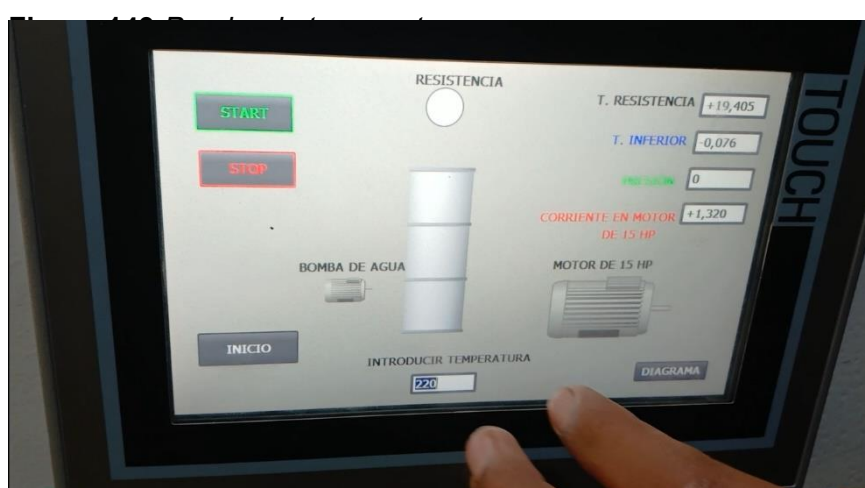 RESISTENCIA
START
T. RESISTENCIA +19,405
T. INFERIOR -0,076
STOP
PRESIÓN 0
CORRIENTE EN MOTOR +1,320
DE 15 HP
BOMBA DE AGUA
MOTOR DE 15 HP
INICIO
INTRODUCIR TEMPERATURA
220
DIAGRAMA
TOUCH